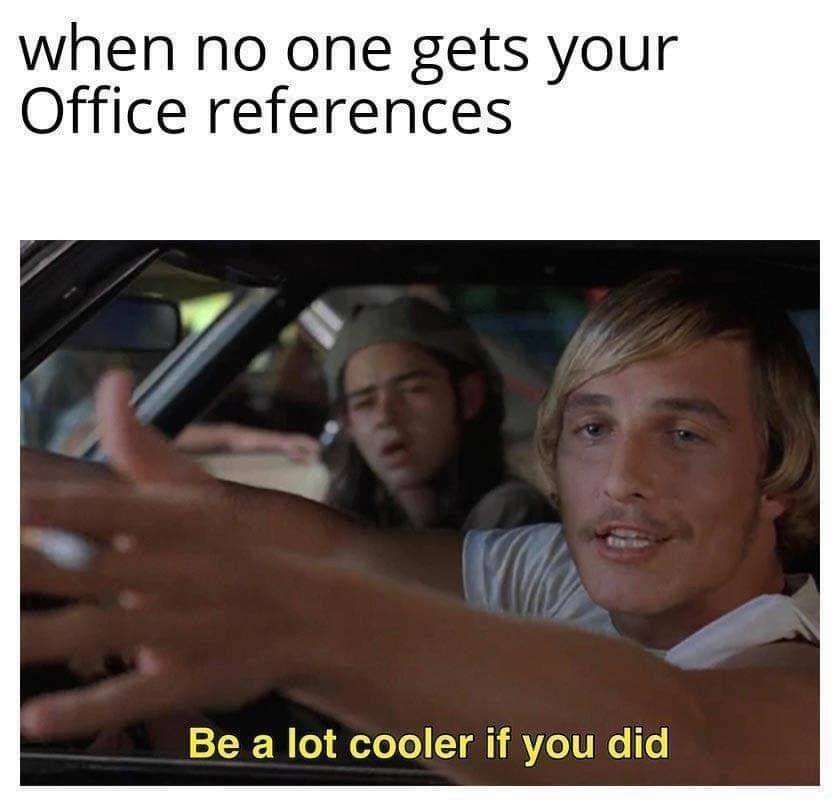 when no one gets your
Office references
Be a lot cooler if you did